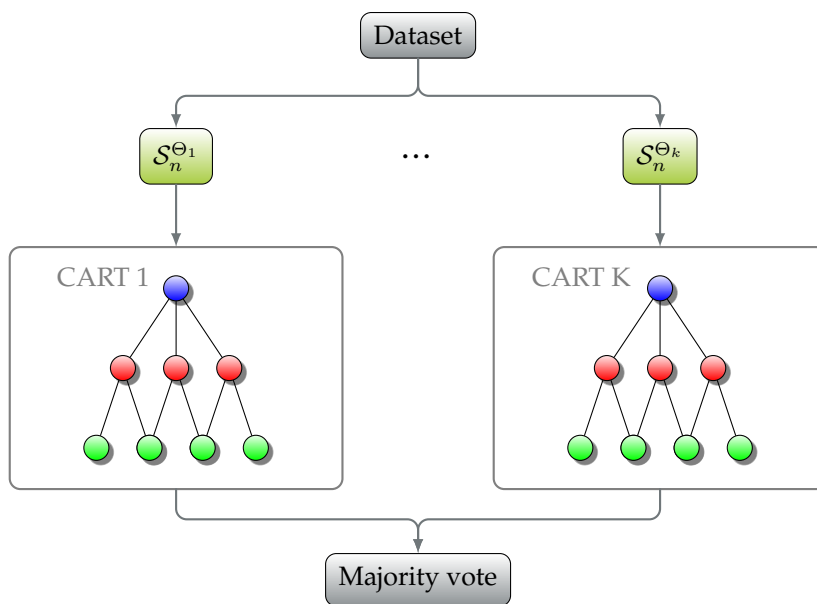 Dataset
$\mathcal{S}_n^{\Theta_1}$ ... $\mathcal{S}_n^{\Theta_k}$
CART 1 CART K
Majority vote